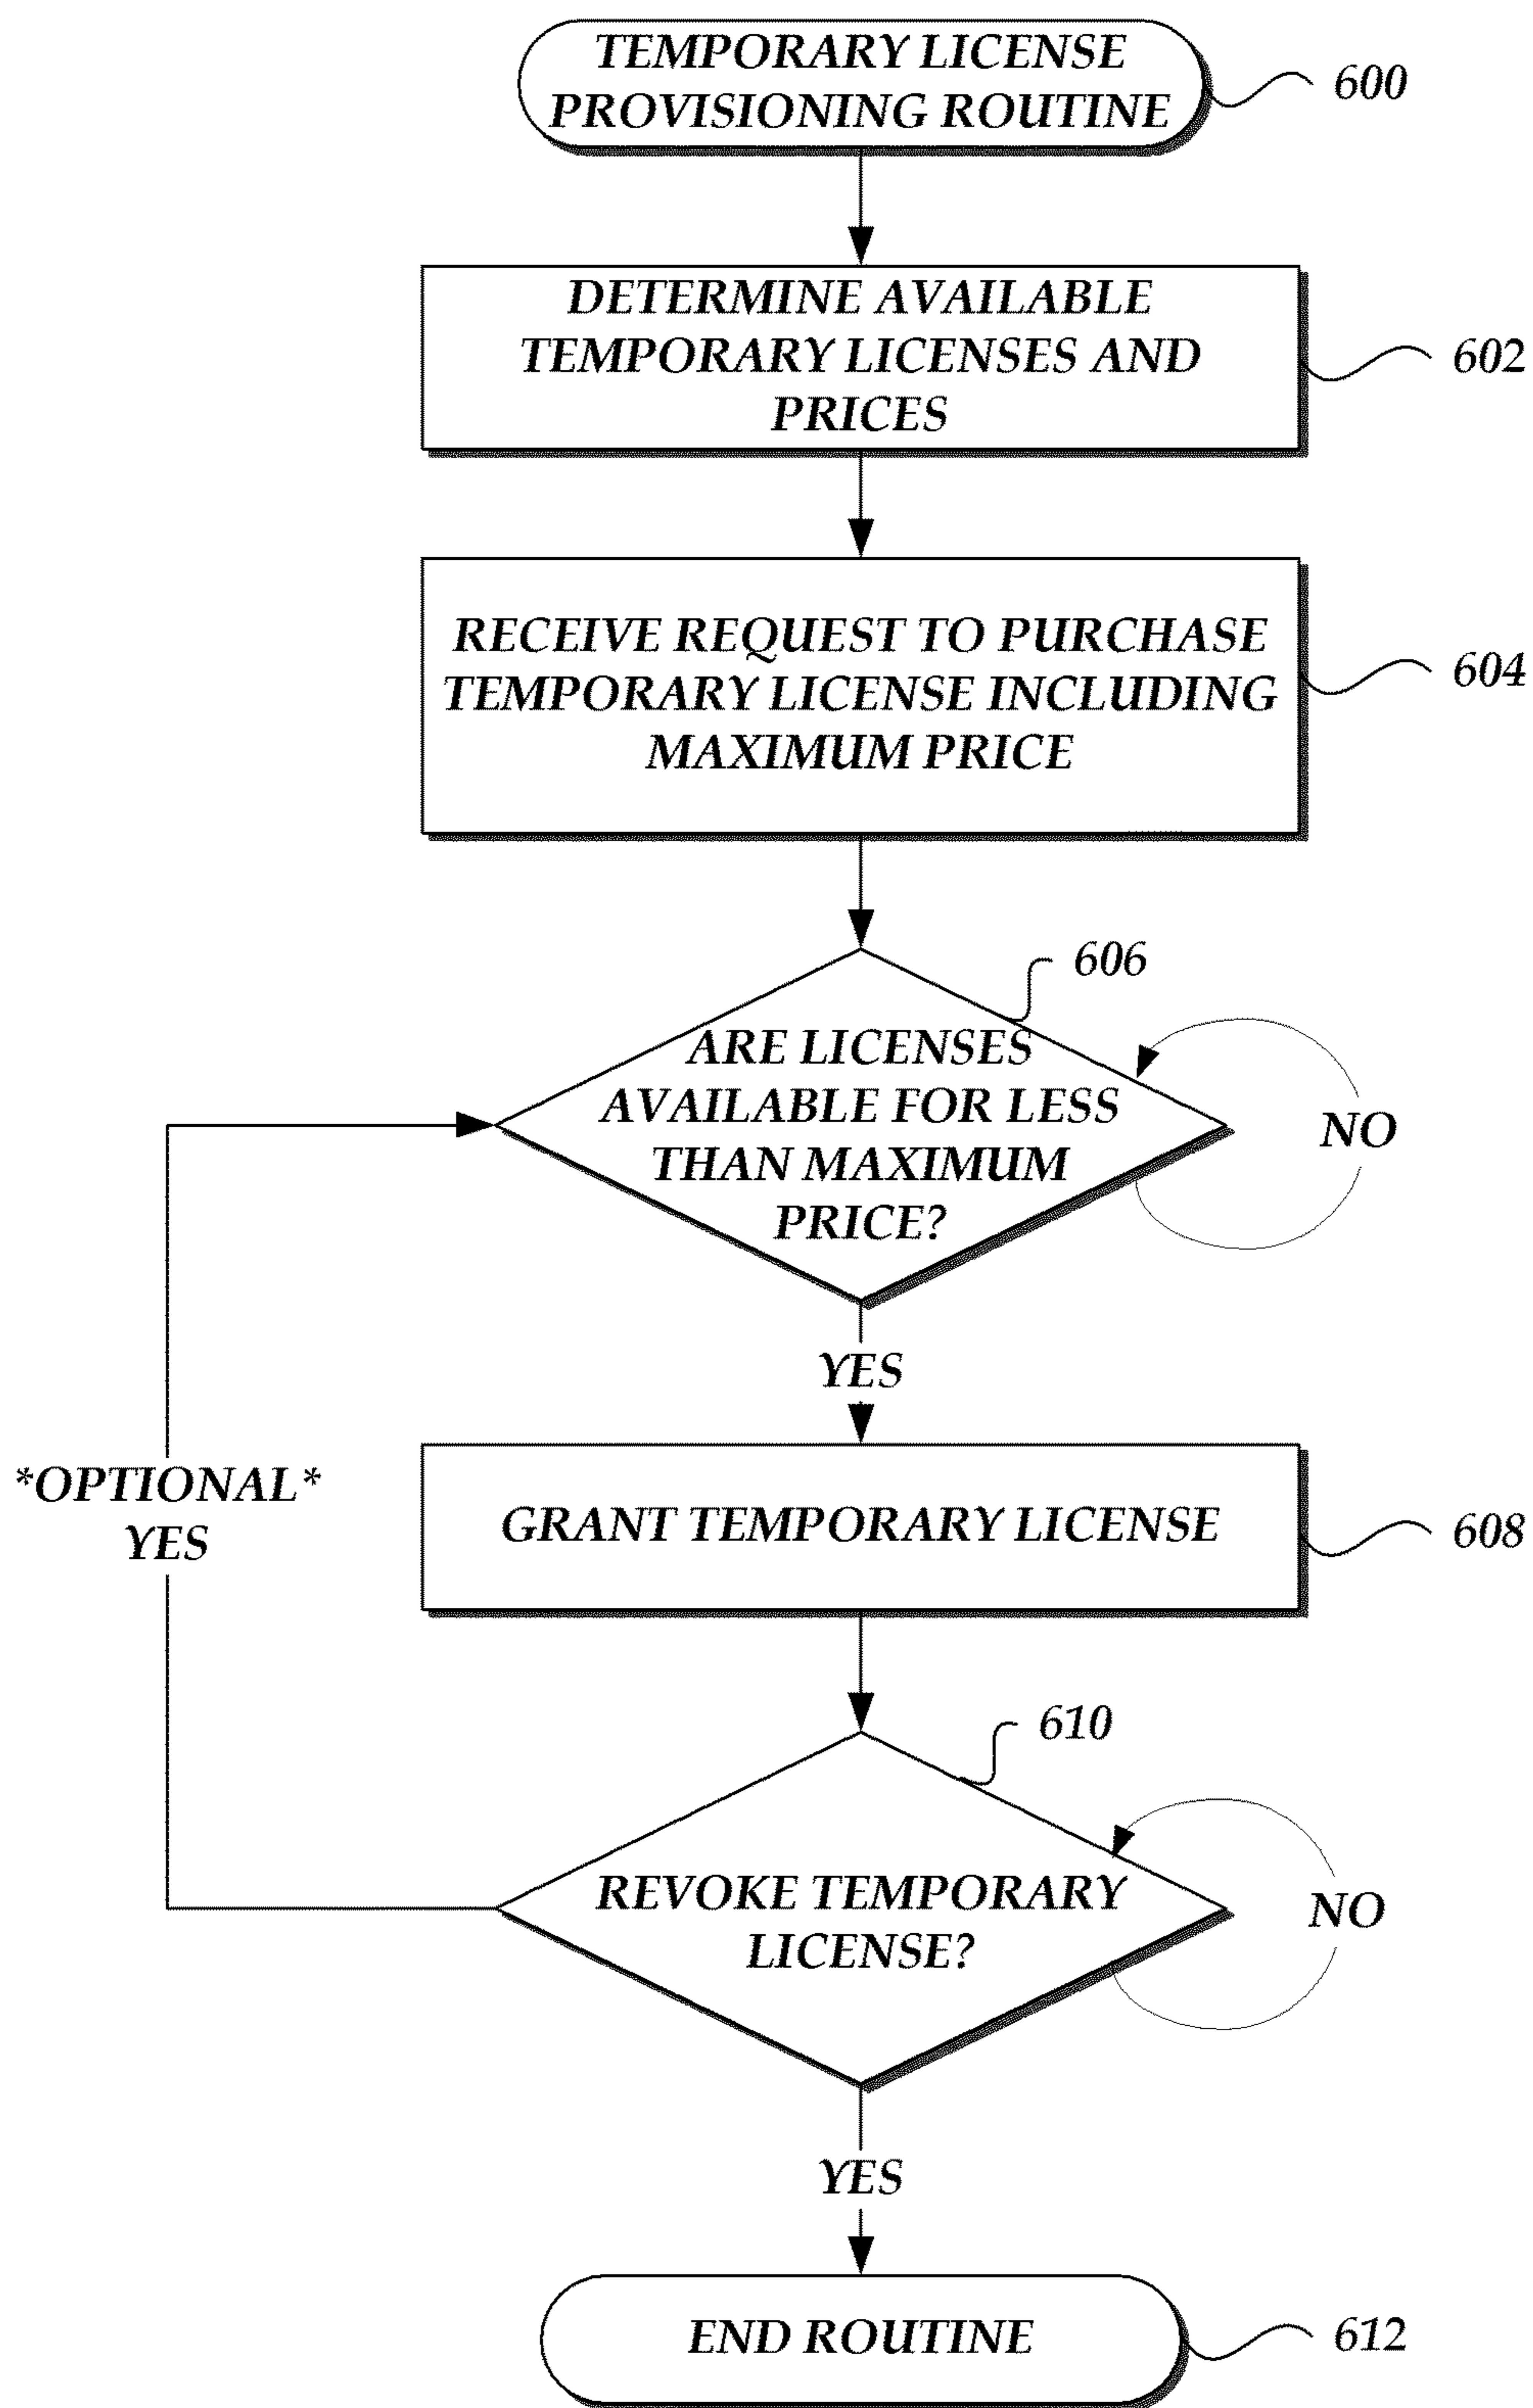 TEMPORARY LICENSE
PROVISIONING ROUTINE
600
DETERMINE AVAILABLE
TEMPORARY LICENSES AND
PRICES
602
RECEIVE REQUEST TO PURCHASE
TEMPORARY LICENSE INCLUDING
MAXIMUM PRICE
604
606
ARE LICENSES
AVAILABLE FOR LESS
THAN MAXIMUM
PRICE?
NO
YES
*OPTIONAL*
YES
GRANT TEMPORARY LICENSE
608
610
REVOKE TEMPORARY
LICENSE?
NO
YES
END ROUTINE
612